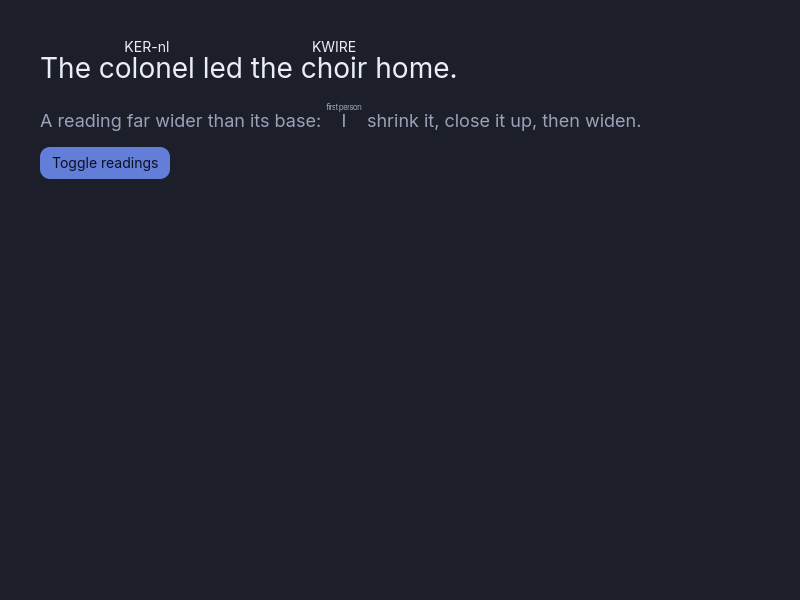 KER-nl KWIRE
The colonel led the choir home.
first person
A reading far wider than its base: I shrink it, close it up, then widen.
Toggle readings